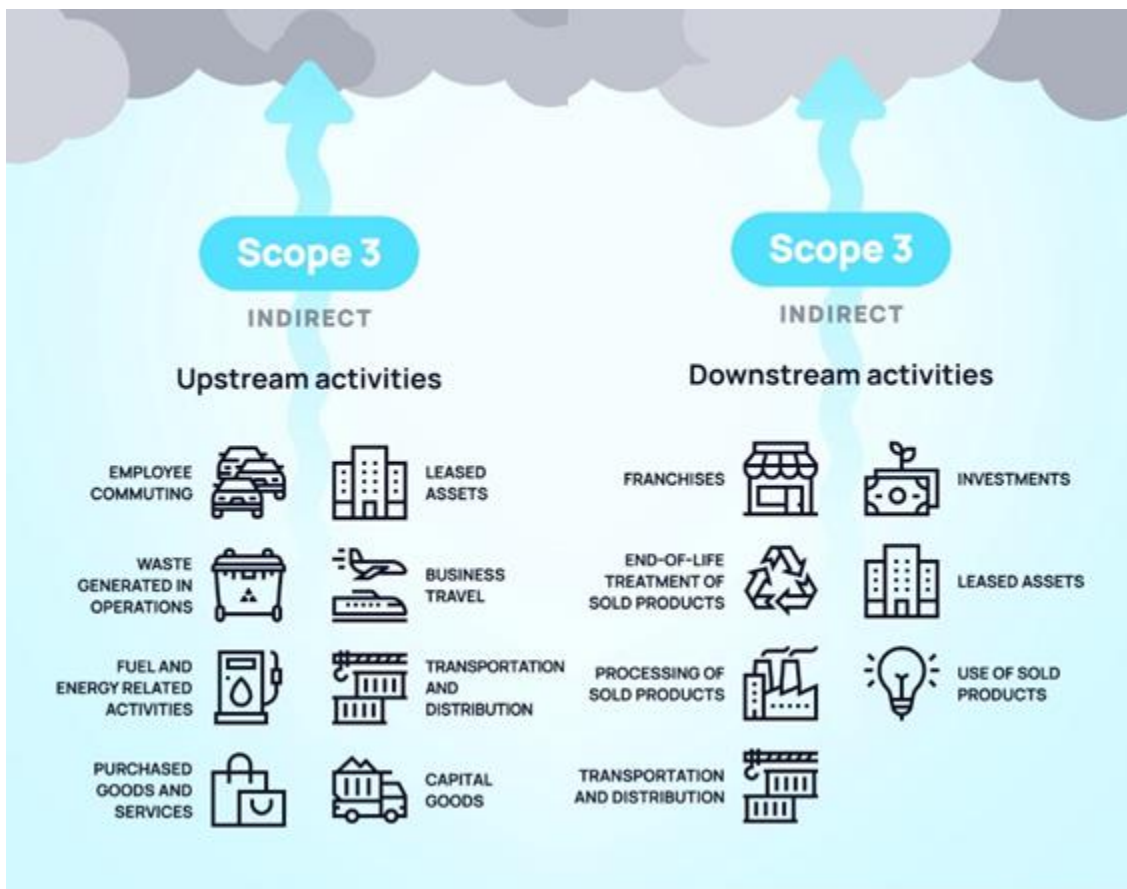 Scope 3
INDIRECT
Upstream activities
EMPLOYEE
COMMUTING
LEASED
ASSETS
WASTE
GENERATED IN
OPERATIONS
BUSINESS
TRAVEL
FUEL AND
ENERGY RELATED
ACTIVITIES
TRANSPORTATION
AND
DISTRIBUTION
PURCHASED
GOODS AND
SERVICES
CAPITAL
GOODS
Scope 3
INDIRECT
Downstream activities
FRANCHISES
INVESTMENTS
END-OF-LIFE
TREATMENT OF
SOLD PRODUCTS
LEASED ASSETS
PROCESSING OF
SOLD PRODUCTS
USE OF SOLD
PRODUCTS
TRANSPORTATION
AND DISTRIBUTION